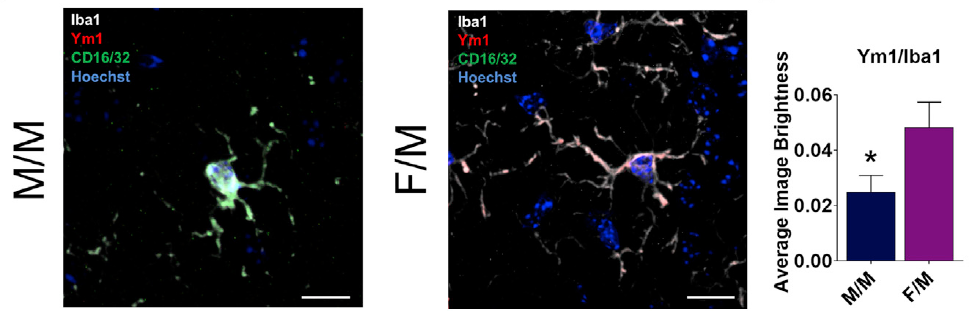 M/M
Iba1
Ym1
CD16/32
Hoechst
F/M
Iba1
Ym1
CD16/32
Hoechst
Ym1/Iba1
Average Image Brightness
0.06
0.04
0.02
0.00
*
M/M
F/M